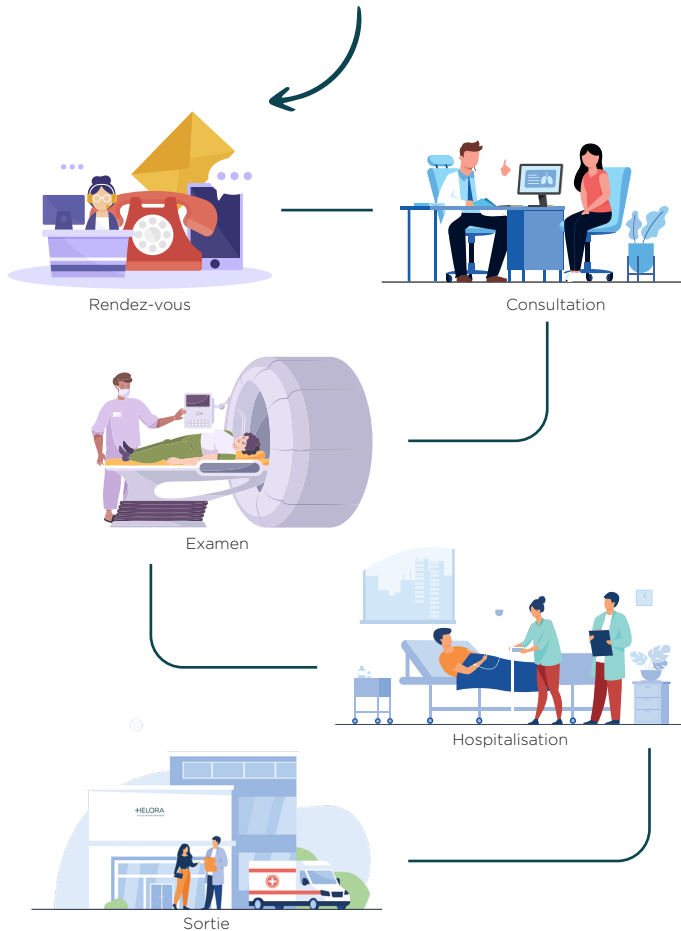 Rendez-vous
Consultation
Examen
Hospitalisation
HELORA
Sortie